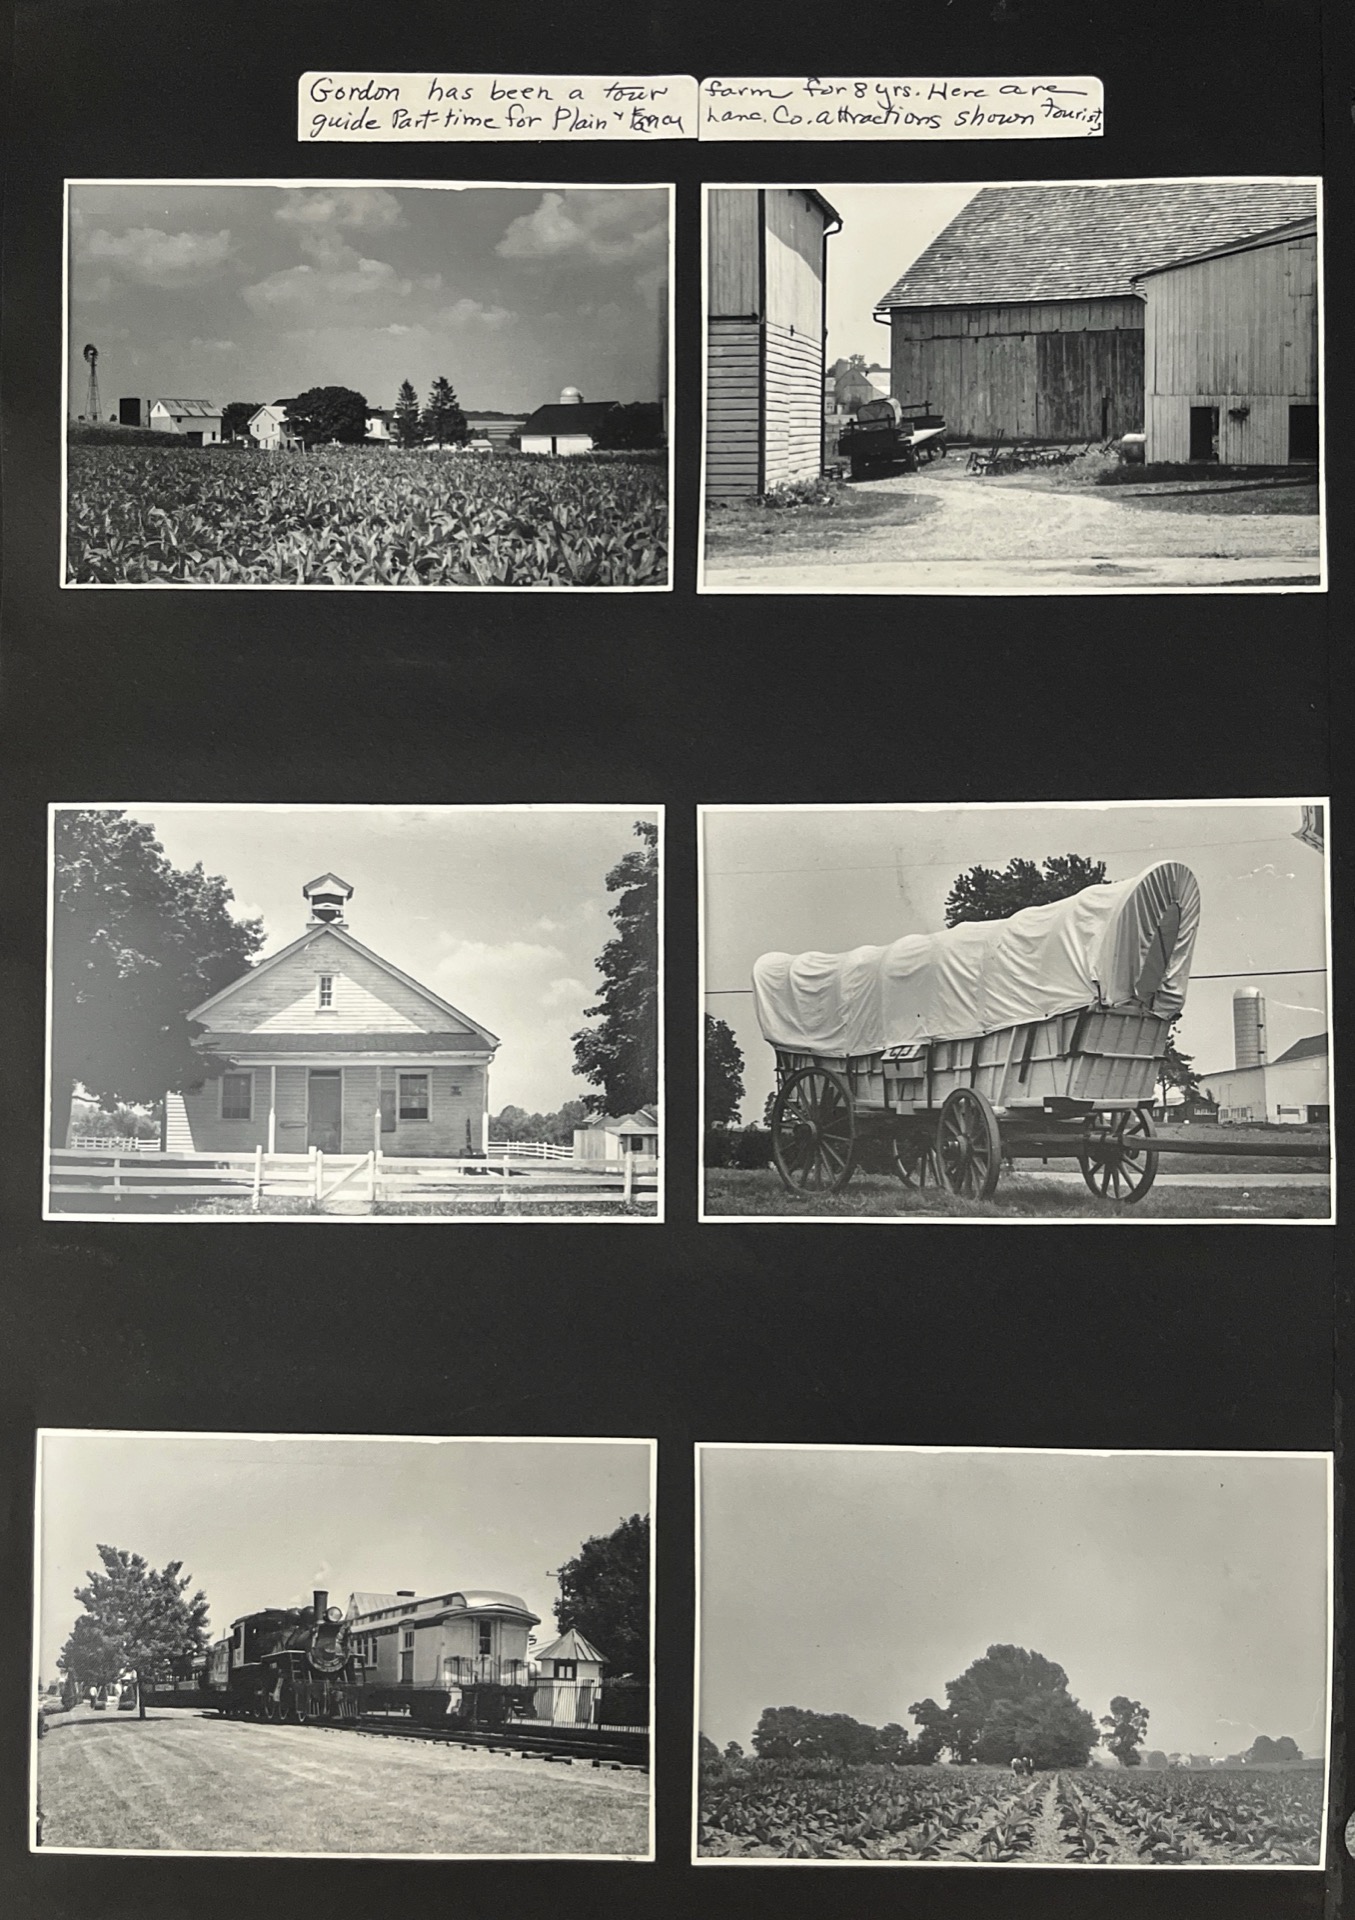 Gordon has been a tour farm for 8 yrs. Here are
guide Part-time for Plain & Fancy Lanc. Co. attractions shown tourists